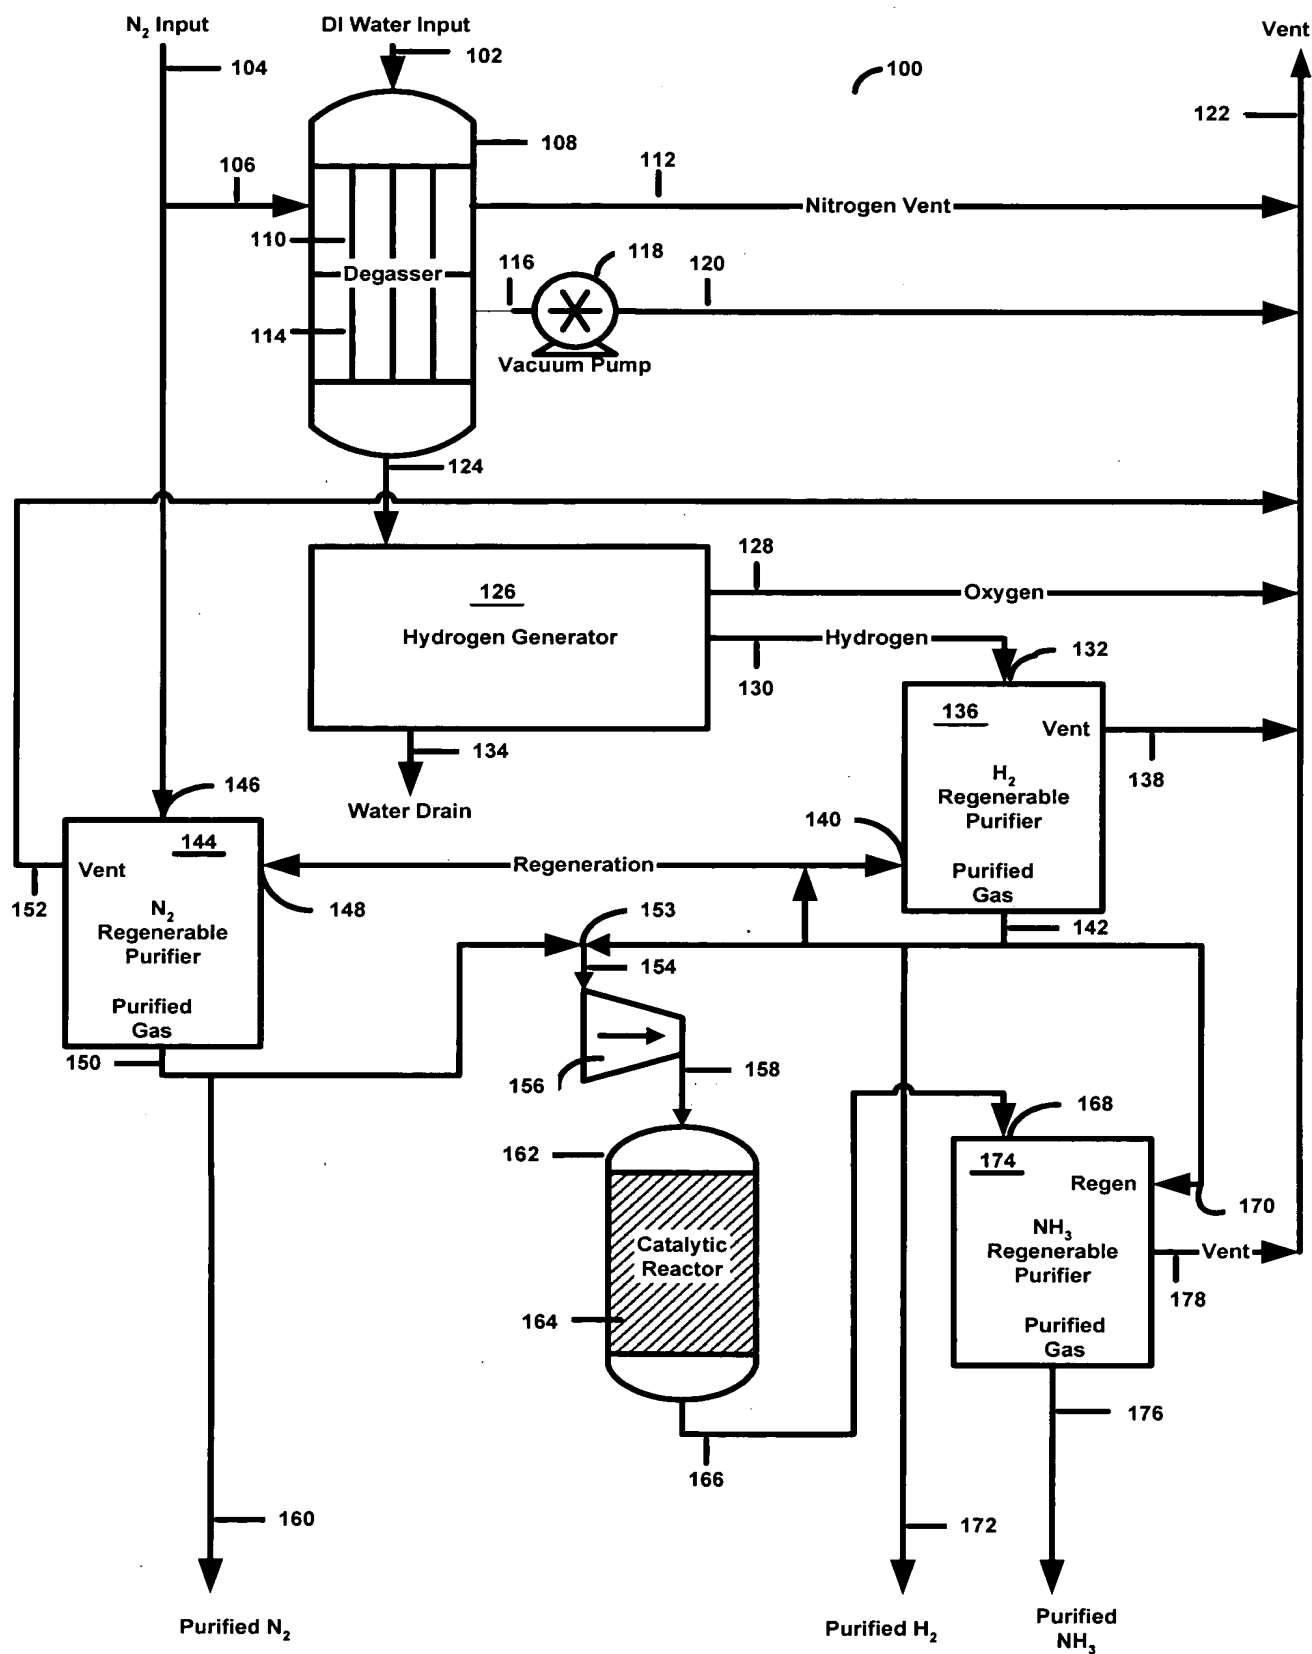 N2 Input
DI Water Input
Vent
104
102
100
122
108
106
112
Nitrogen Vent
110
Degasser
116
118
120
114
Vacuum Pump
124
128
126
Oxygen
Hydrogen Generator
Hydrogen
132
130
136
Vent
134
138
146
H2
Regenerable
Purifier
Water Drain
140
144
Vent
Regeneration
Purified
Gas
152
N2
Regenerable
Purifier
148
153
142
154
Purified
Gas
150
156
158
168
162
174
Regen
170
Catalytic
Reactor
NH3
Regenerable
Purifier
Vent
178
164
Purified
Gas
176
166
160
172
Purified N2
Purified H2
Purified
NH3